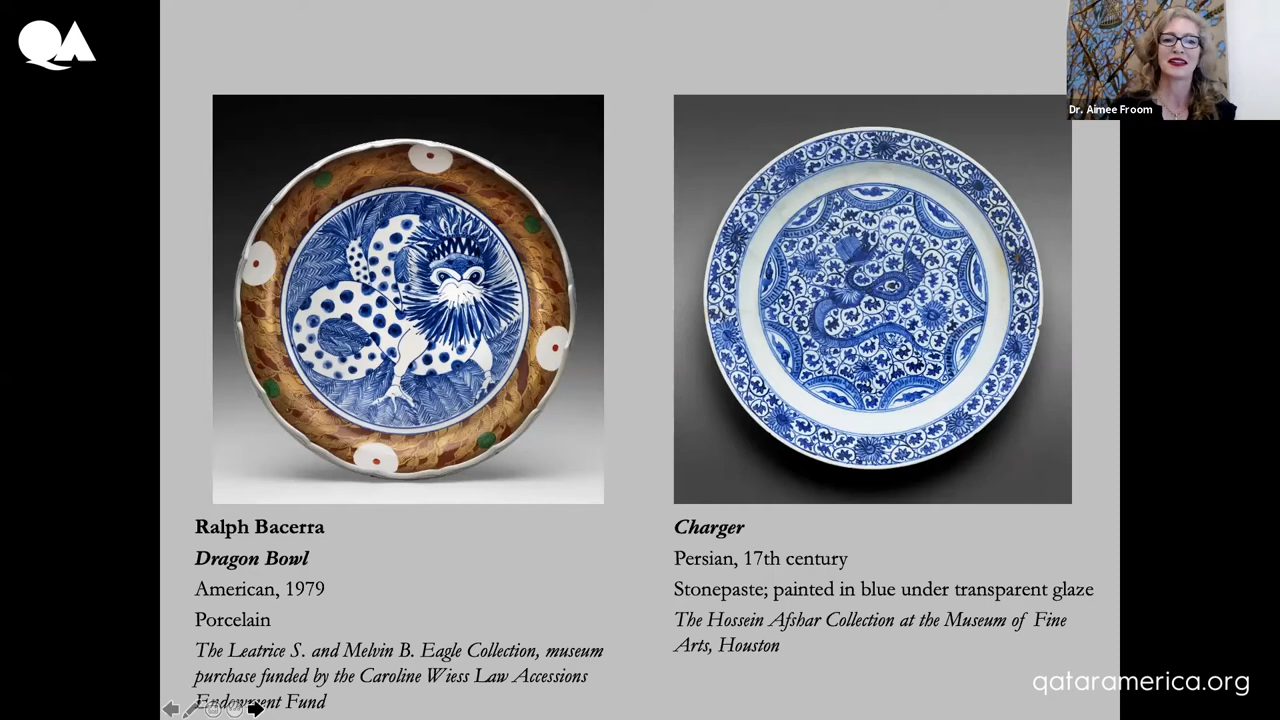 QA
Dr. Aimee Froom
Ralph Bacerra
Dragon Bowl
American, 1979
Porcelain
The Leatrice S. and Melvin B. Eagle Collection, museum
purchase funded by the Caroline Wiess Law Accessions
Endowment Fund
Charger
Persian, 17th century
Stonepaste; painted in blue under transparent glaze
The Hossein Afshar Collection at the Museum of Fine
Arts, Houston
qataramerica.org